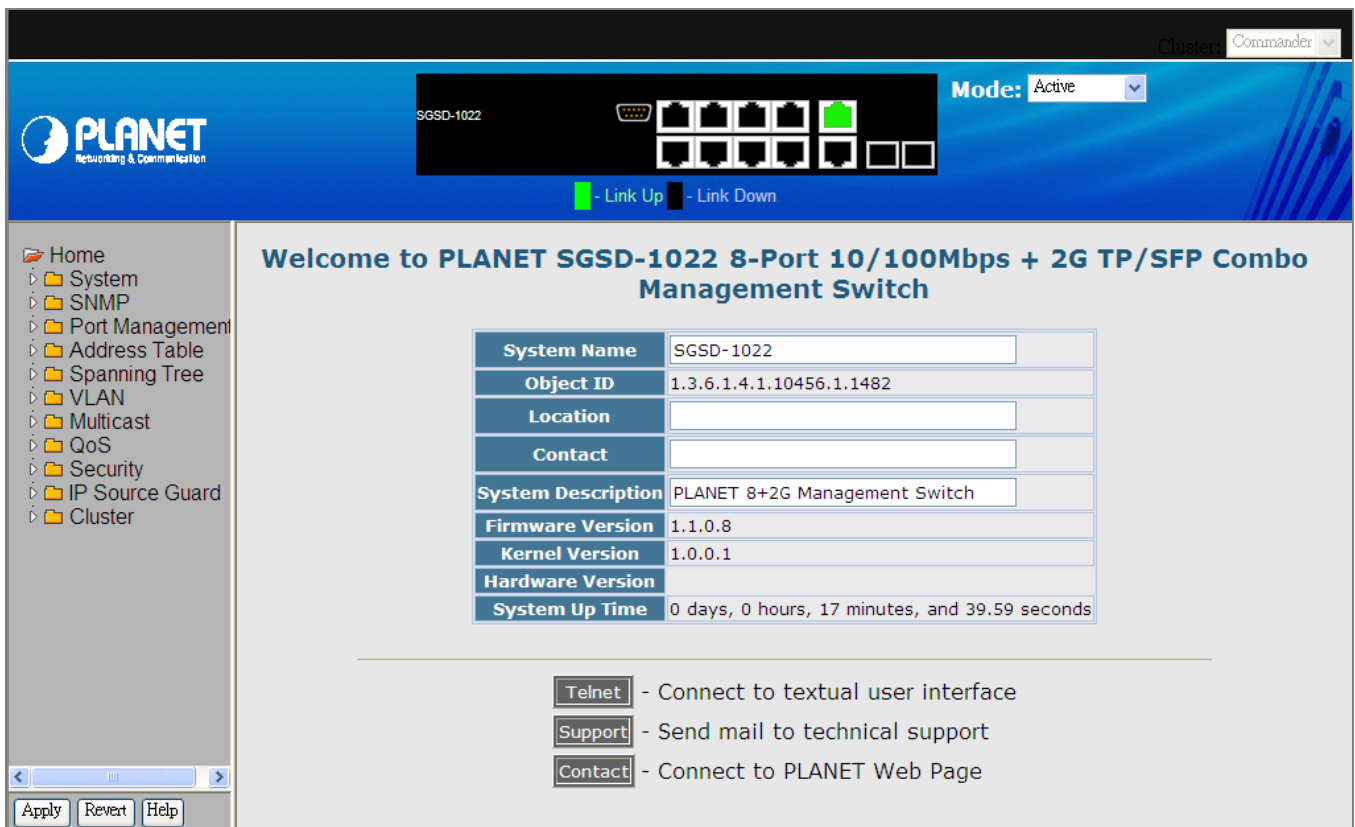 Cluster: Commander
Mode: Active
PLANET
Networking & Communication
SGSD-1022
- Link Up - Link Down
Home
System
SNMP
Port Management
Address Table
Spanning Tree
VLAN
Multicast
QoS
Security
IP Source Guard
Cluster
Apply Revert Help
Welcome to PLANET SGSD-1022 8-Port 10/100Mbps + 2G TP/SFP Combo
Management Switch
System Name SGSD-1022
Object ID 1.3.6.1.4.1.10456.1.1482
Location
Contact
System Description PLANET 8+2G Management Switch
Firmware Version 1.1.0.8
Kernel Version 1.0.0.1
Hardware Version
System Up Time 0 days, 0 hours, 17 minutes, and 39.59 seconds
Telnet - Connect to textual user interface
Support - Send mail to technical support
Contact - Connect to PLANET Web Page